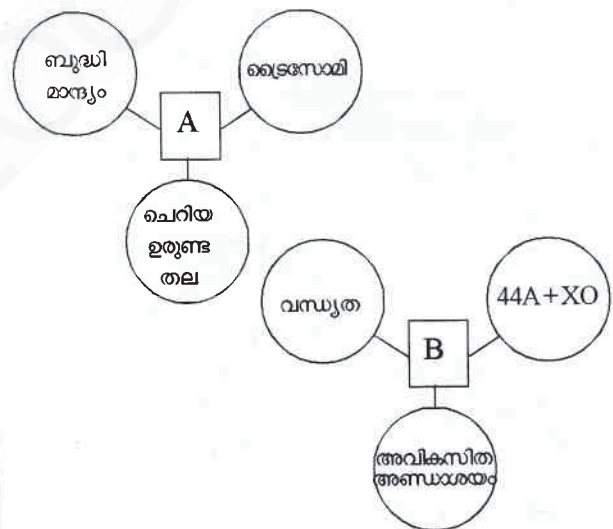 ബുദ്ധി
മാന്ദ്യം
ട്രൈസോമി
A
ചെറിയ
ഉരുണ്ട
തല
വന്ധ്യത
44A+XO
B
അവികസിത
അണ്ഡാശയം